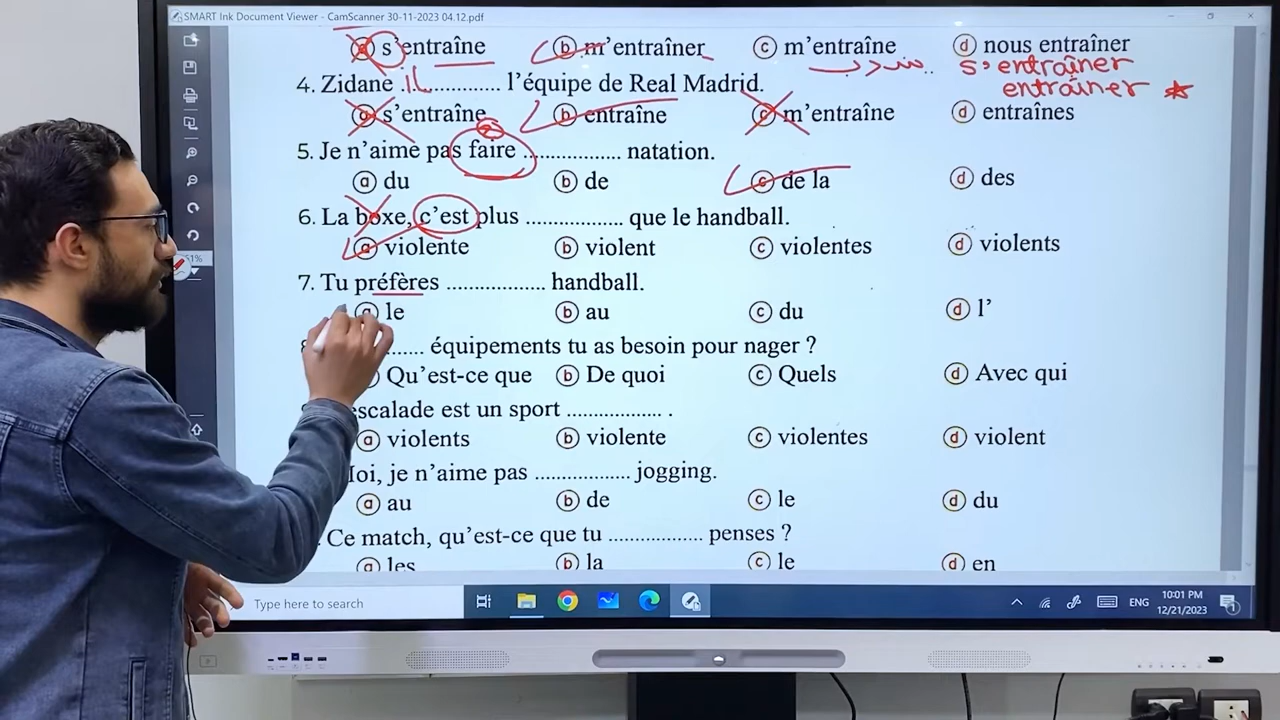 SMART Ink Document Viewer - CamScanner 30-11-2023 04.12.pdf
a s'entraîne b m'entraîner c m'entraîne d nous entraîner
s'entraîner
4. Zidane ............... l'équipe de Real Madrid.
entraîner
a s'entraîne b entraîne c m'entraîne d entraînes
5. Je n'aime pas faire ................. natation.
a du b de c de la d des
6. La boxe, c'est plus ................. que le handball.
a violente b violent c violentes d violents
51%
7. Tu préfères ................. handball.
a le b au c du d l'
....... équipements tu as besoin pour nager ?
Qu'est-ce que b De quoi c Quels d Avec qui
escalade est un sport ................. .
a violents b violente c violentes d violent
Moi, je n'aime pas ................. jogging.
a au b de c le d du
Ce match, qu'est-ce que tu ................. penses ?
a les b la c le d en
Type here to search
ENG
10:01 PM
12/21/2023